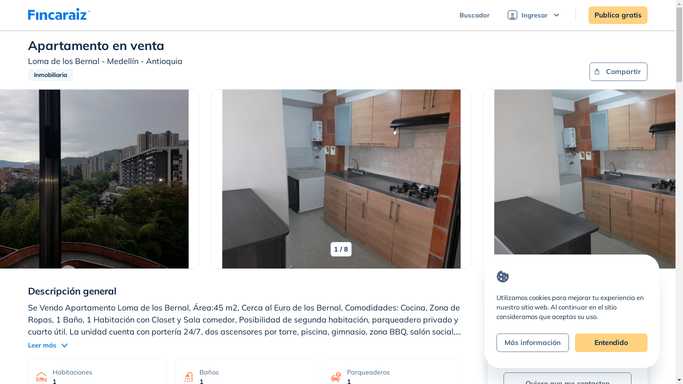 Fincaraiz
Buscador
Ingresar
Publica gratis
Apartamento en venta
Loma de los Bernal - Medellín - Antioquia
Inmobiliaria
Compartir
1 / 8
Descripción general
Se Vendo Apartamento Loma de los Bernal, Área:45 m2, Cerca al Euro de los Bernal. Comodidades: Cocina, Zona de
Ropas, 1 Baño, 1 Habitación con Closet y Sala comedor, Posibilidad de segunda habitación, parqueadero privado y
cuarto útil. La unidad cuenta con portería 24/7, dos ascensores por torre, piscina, gimnasio, zona BBQ, salón social,...
Leer más
Habitaciones
1
Baños
1
Parqueaderos
1
Utilizamos cookies para mejorar tu experiencia en
nuestro sitio web. Al continuar en el sitio
consideramos que aceptas su uso.
Más información
Entendido
Quiero que me contacten